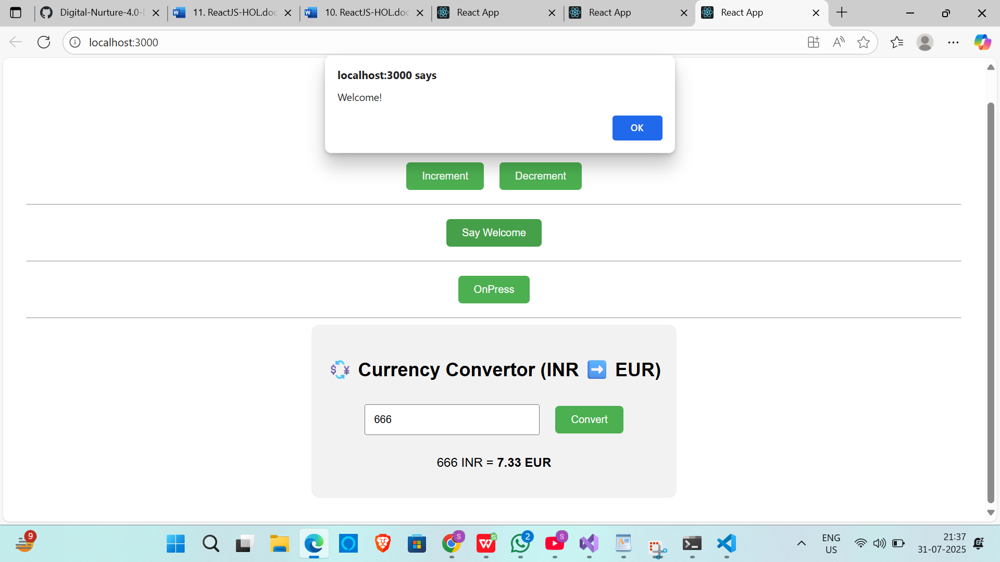 Digital-Nurture-4.0-
11. ReactJS-HOL.doc
10. ReactJS-HOL.doc
React App
React App
React App
localhost:3000
localhost:3000 says
Welcome!
OK
Increment
Decrement
Say Welcome
OnPress
Currency Convertor (INR ➡️ EUR)
666
Convert
666 INR = 7.33 EUR
9
S
2
S
ENG
US
21:37
31-07-2025